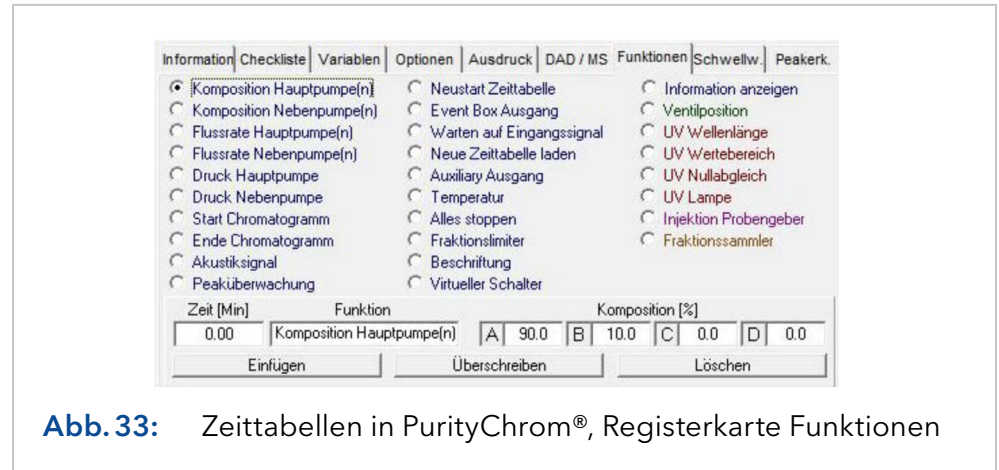 Information Checkliste Variablen Optionen Ausdruck DAD / MS Funktionen Schwellw. Peakerk.
Komposition Hauptpumpe(n) Neustart Zeittabelle Information anzeigen
Komposition Nebenpumpe(n) Event Box Ausgang Ventilposition
Flussrate Hauptpumpe(n) Warten auf Eingangssignal UV Wellenlänge
Flussrate Nebenpumpe(n) Neue Zeittabelle laden UV Wertebereich
Druck Hauptpumpe Auxiliary Ausgang UV Nullabgleich
Druck Nebenpumpe Temperatur UV Lampe
Start Chromatogramm Alles stoppen Injektion Probengeber
Ende Chromatogramm Fraktionslimiter Fraktionssammler
Akustiksignal Beschriftung
Peaküberwachung Virtueller Schalter
Zeit [Min] Funktion Komposition [%]
0.00 Komposition Hauptpumpe(n) A 90.0 B 10.0 C 0.0 D 0.0
Einfügen Überschreiben Löschen
Abb. 33: Zeittabellen in PurityChrom®, Registerkarte Funktionen